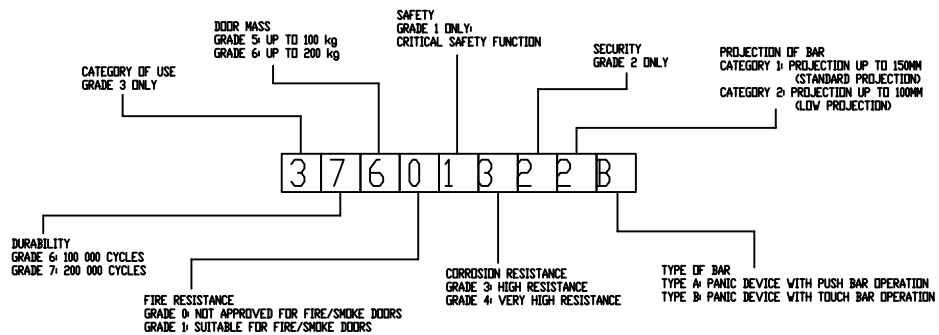 SAFETY
GRADE 1 ONLY:
CRITICAL SAFETY FUNCTION
DOOR MASS
GRADE 5: UP TO 100 kg
GRADE 6: UP TO 200 kg
SECURITY
GRADE 2 ONLY
PROJECTION OF BAR
CATEGORY 1: PROJECTION UP TO 150MM
(STANDARD PROJECTION)
CATEGORY 2: PROJECTION UP TO 100MM
(LOW PROJECTION)
CATEGORY OF USE
GRADE 3 ONLY
3 7 6 0 1 3 2 2 B
DURABILITY
GRADE 6: 100 000 CYCLES
GRADE 7: 200 000 CYCLES
FIRE RESISTANCE
GRADE 0: NOT APPROVED FOR FIRE/SMOKE DOORS
GRADE 1: SUITABLE FOR FIRE/SMOKE DOORS
CORROSION RESISTANCE
GRADE 3: HIGH RESISTANCE
GRADE 4: VERY HIGH RESISTANCE
TYPE OF BAR
TYPE A: PANIC DEVICE WITH PUSH BAR OPERATION
TYPE B: PANIC DEVICE WITH TOUCH BAR OPERATION